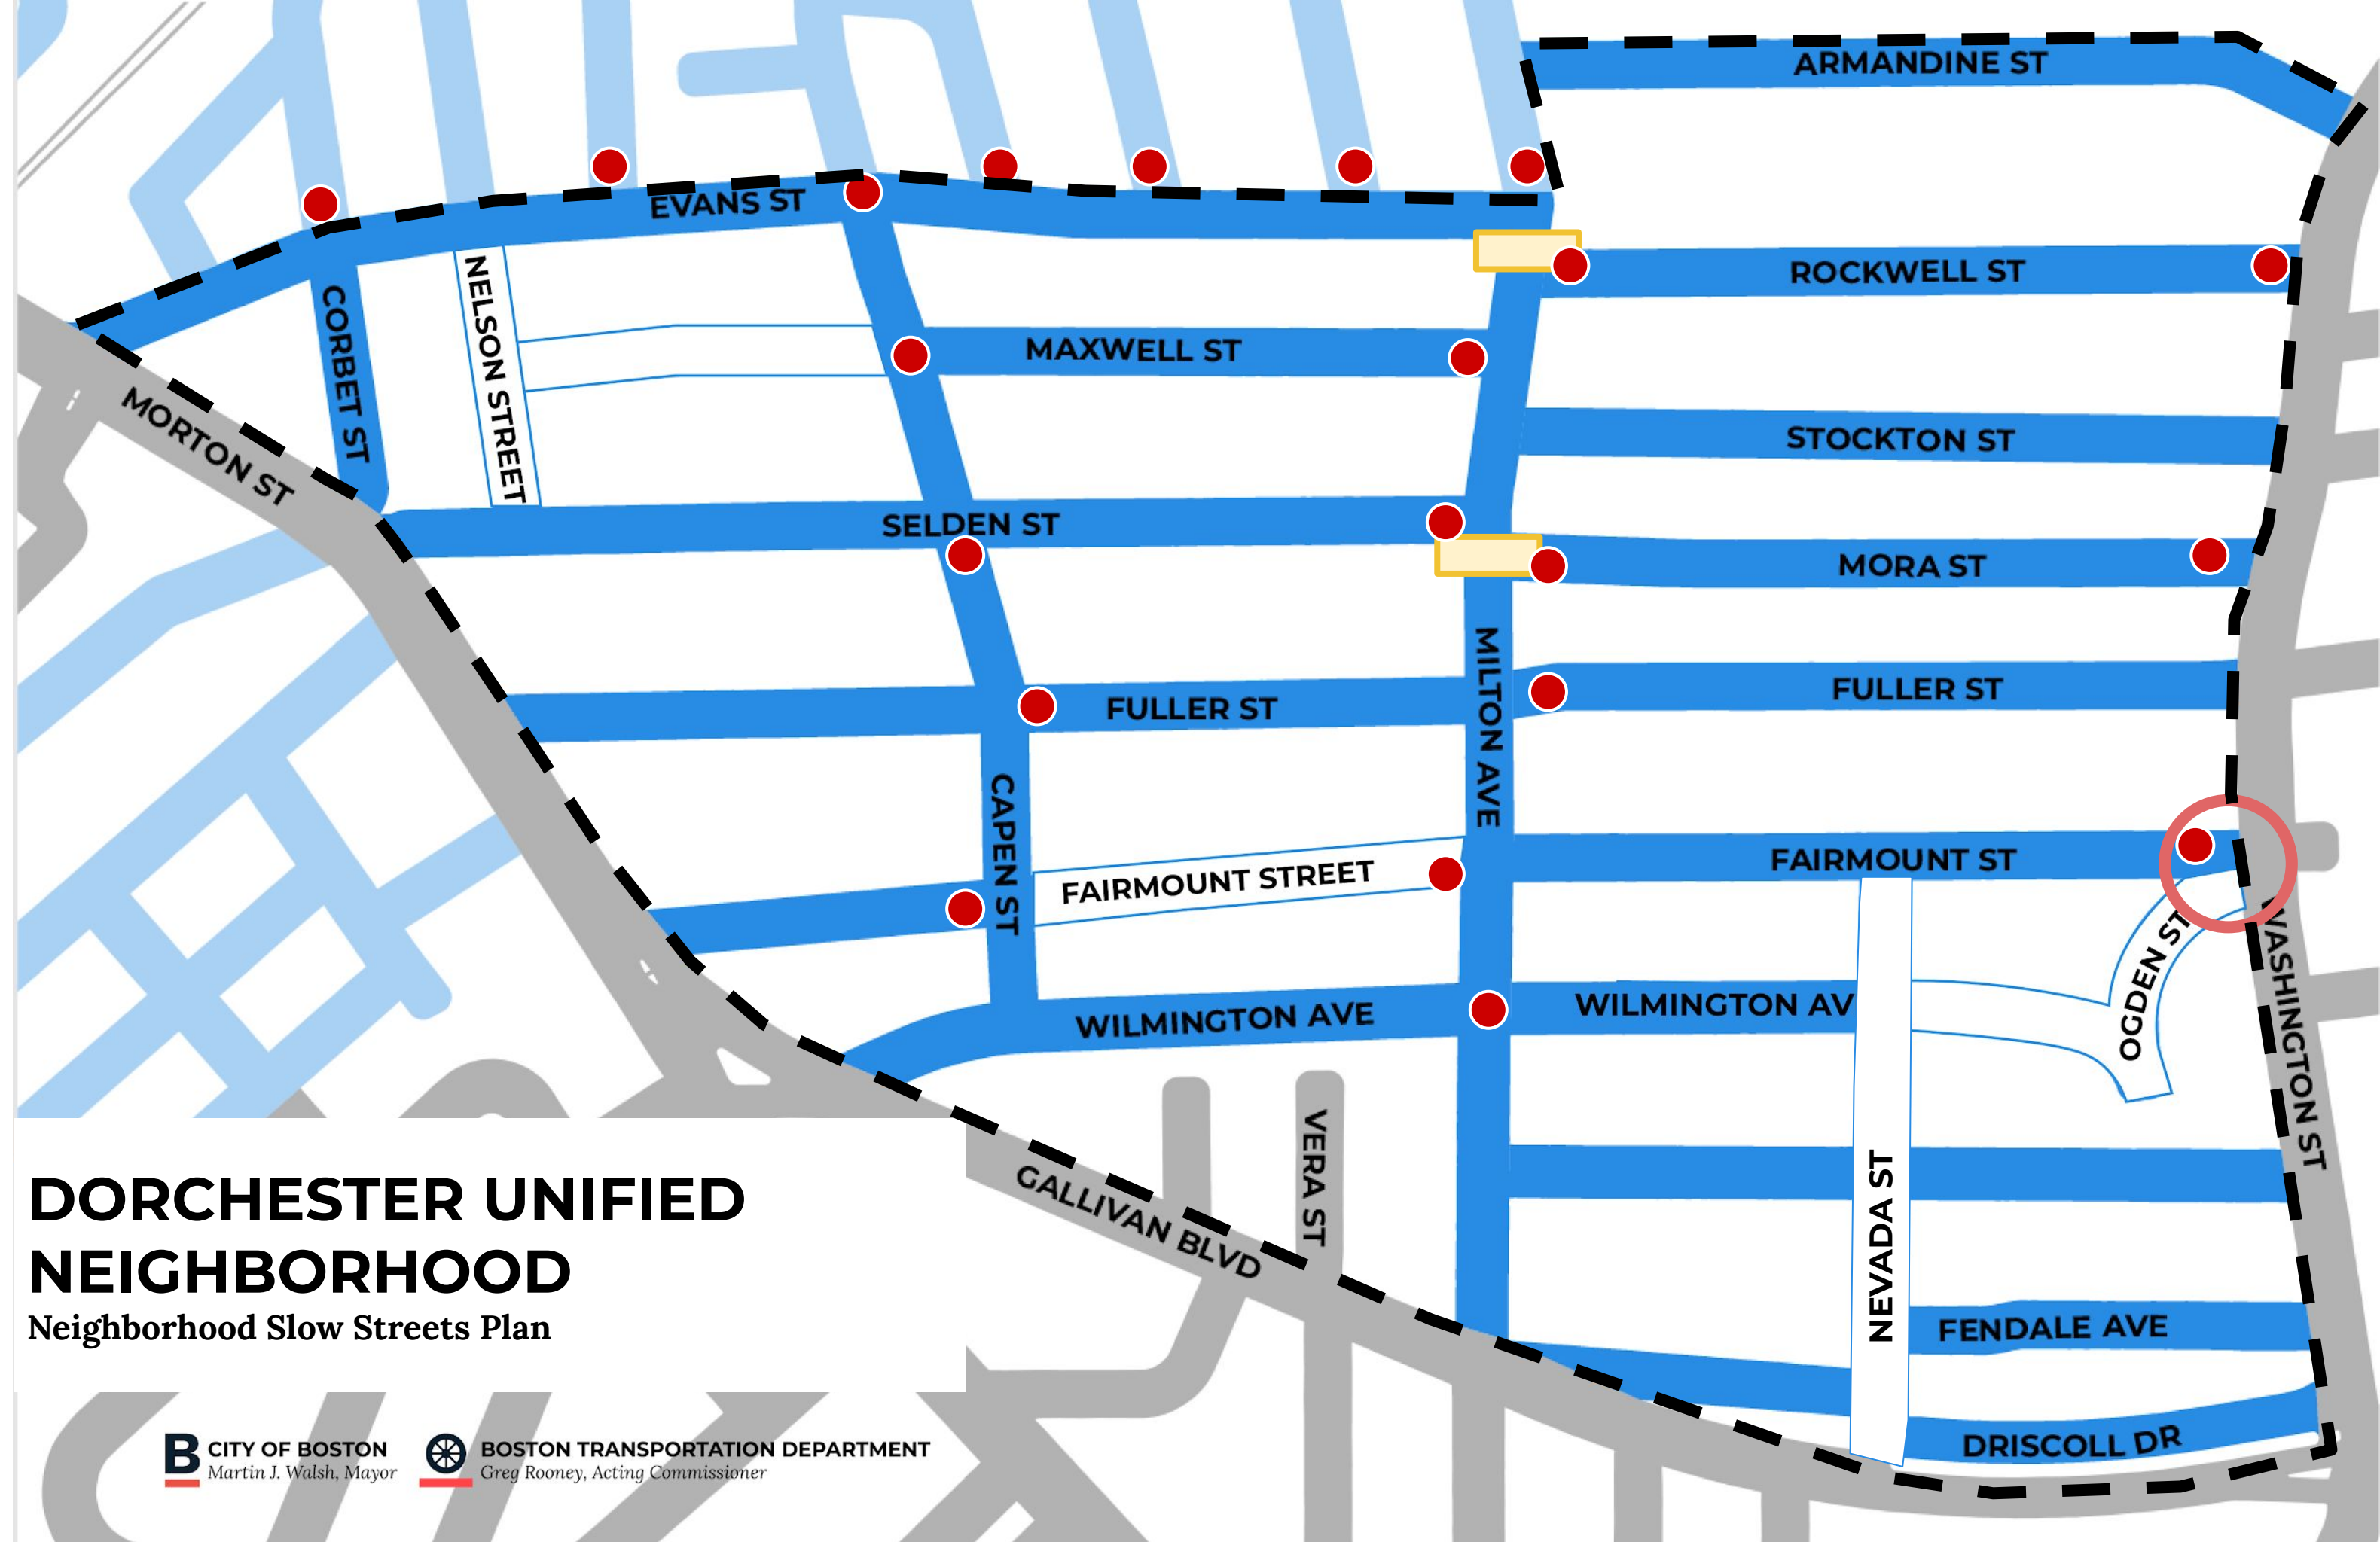 ARMANDINE ST
EVANS ST
ROCKWELL ST
NELSON STREET
CORBET ST
MAXWELL ST
MORTON ST
STOCKTON ST
SELDEN ST
MORA ST
MILTON AVE
FULLER ST
FULLER ST
CAPEN ST
FAIRMOUNT STREET
FAIRMOUNT ST
OGDEN ST
WASHINGTON ST
WILMINGTON AVE
WILMINGTON AV
VERA ST
NEVADA ST
GALLIVAN BLVD
FENDALE AVE
DRISCOLL DR
DORCHESTER UNIFIED
NEIGHBORHOOD
Neighborhood Slow Streets Plan
B CITY OF BOSTON
Martin J. Walsh, Mayor
BOSTON TRANSPORTATION DEPARTMENT
Greg Rooney, Acting Commissioner